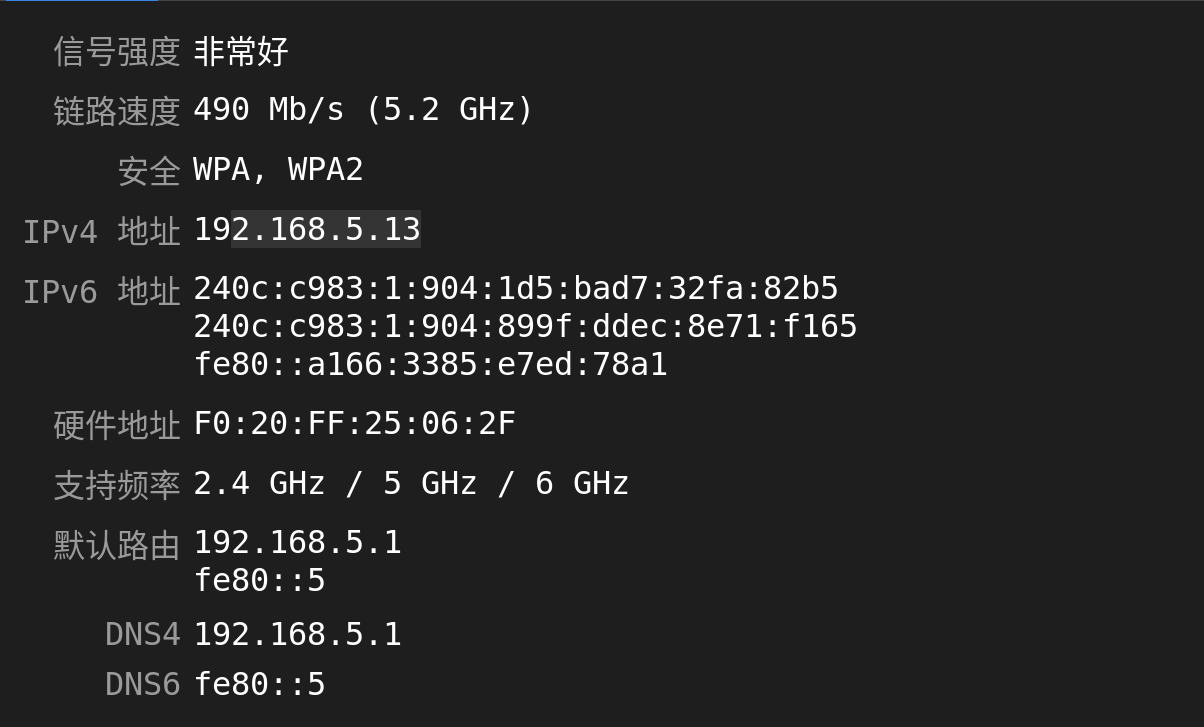 信号强度 非常好
链路速度 490 Mb/s (5.2 GHz)
安全 WPA, WPA2
IPv4 地址 192.168.5.13
IPv6 地址 240c:c983:1:904:1d5:bad7:32fa:82b5
240c:c983:1:904:899f:ddec:8e71:f165
fe80::a166:3385:e7ed:78a1
硬件地址 F0:20:FF:25:06:2F
支持频率 2.4 GHz / 5 GHz / 6 GHz
默认路由 192.168.5.1
fe80::5
DNS4 192.168.5.1
DNS6 fe80::5